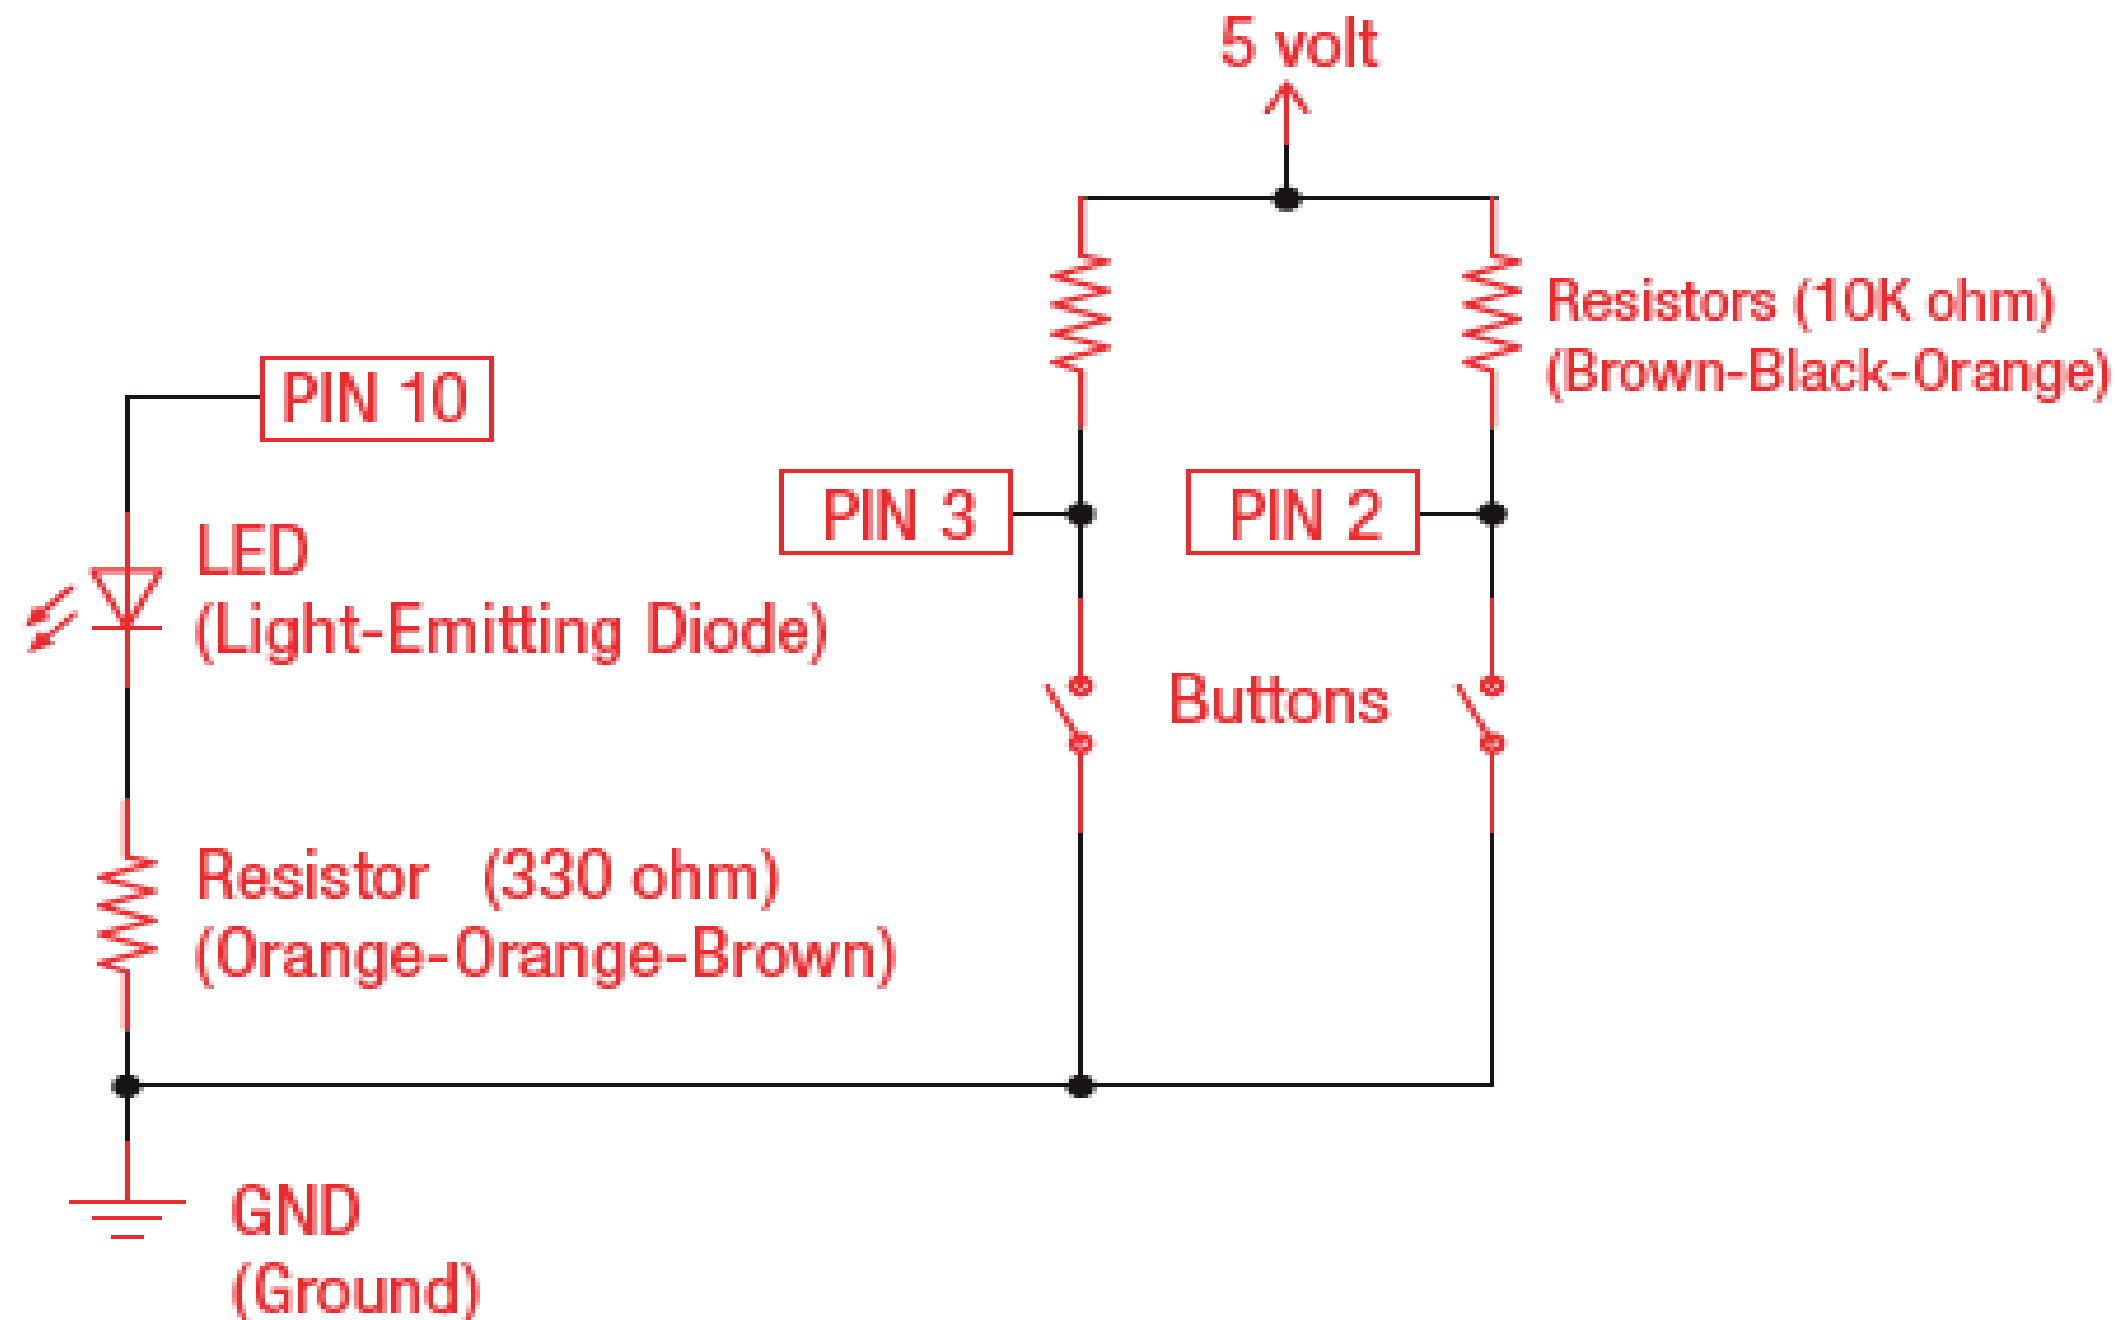 5 volt
Resistors (10K ohm)
(Brown-Black-Orange)
PIN 10
PIN 3
PIN 2
LED
(Light-Emitting Diode)
Buttons
Resistor (330 ohm)
(Orange-Orange-Brown)
GND
(Ground)